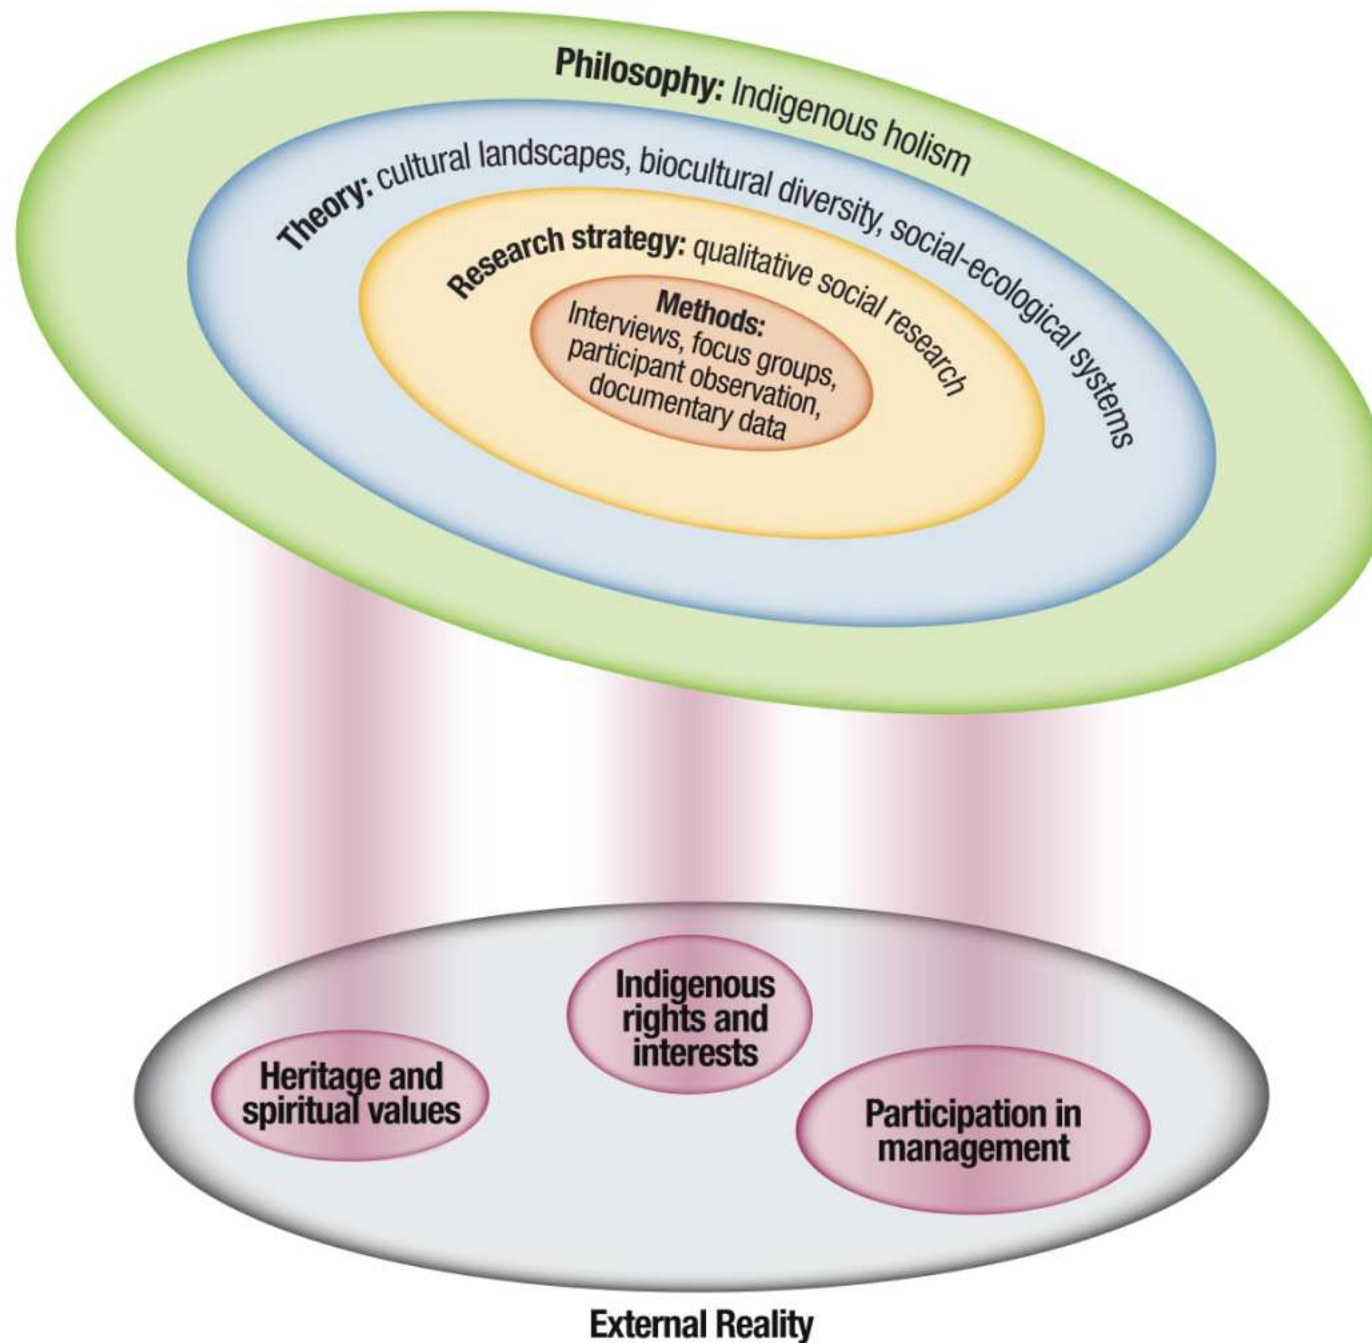 Philosophy: Indigenous holism
Theory: cultural landscapes, biocultural diversity, social-ecological systems
Research strategy: qualitative social research
Methods:
Interviews, focus groups,
participant observation,
documentary data
Indigenous
rights and
interests
Heritage and
spiritual values
Participation in
management
External Reality